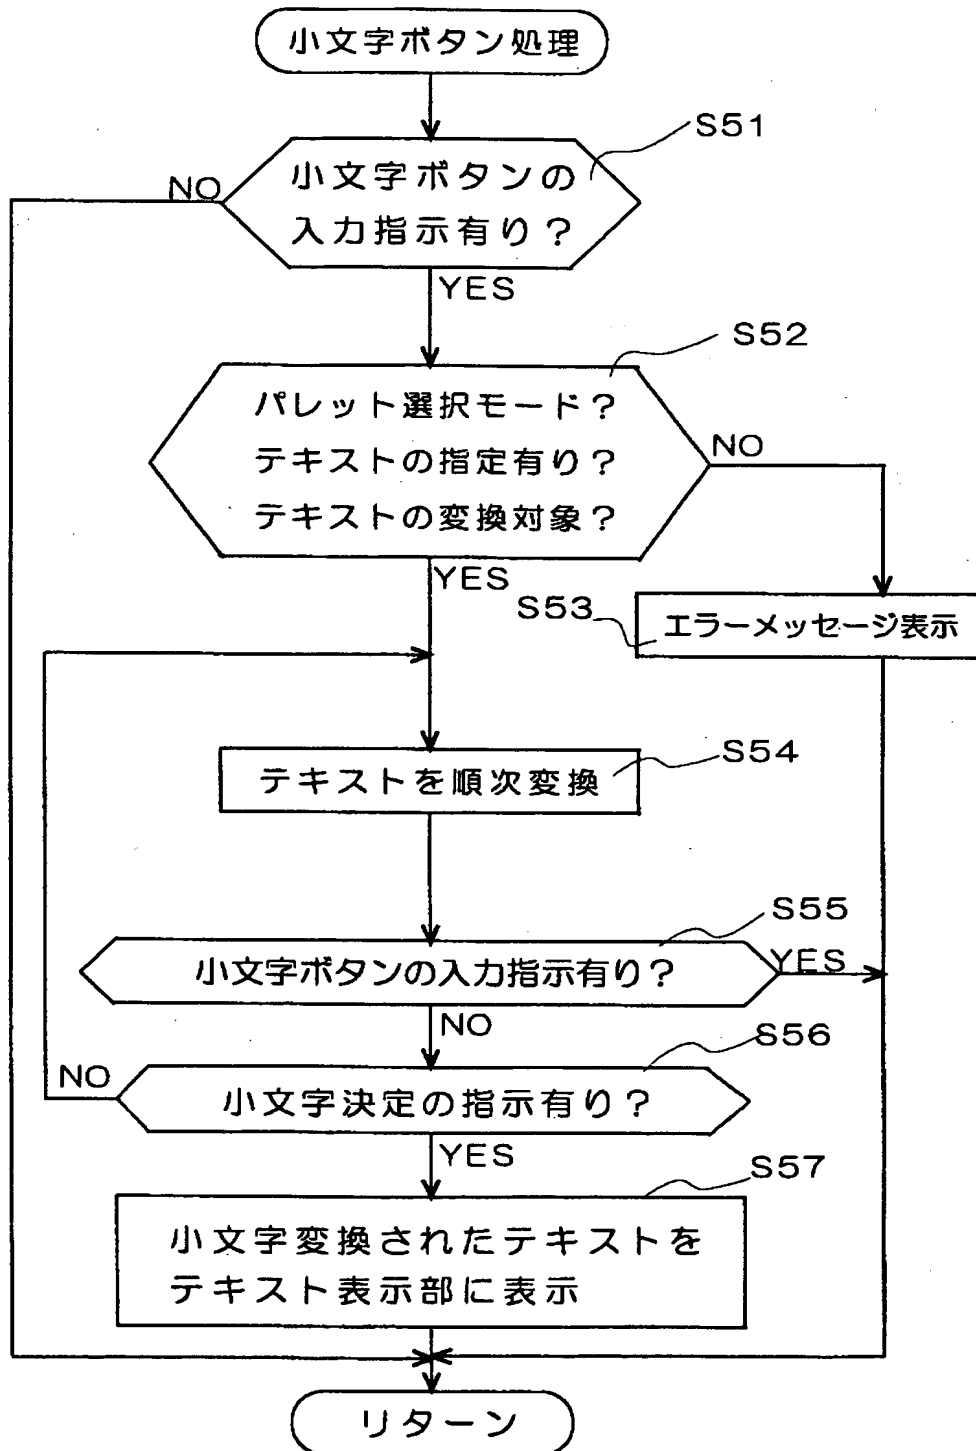 小文字ボタン処理
S51
小文字ボタンの
入力指示有り？
NO
YES
S52
パレット選択モード？
テキストの指定有り？
テキストの変換対象？
NO
YES
S53
エラーメッセージ表示
S54
テキストを順次変換
S55
小文字ボタンの入力指示有り？
YES
NO
S56
小文字決定の指示有り？
NO
YES
S57
小文字変換されたテキストを
テキスト表示部に表示
リターン